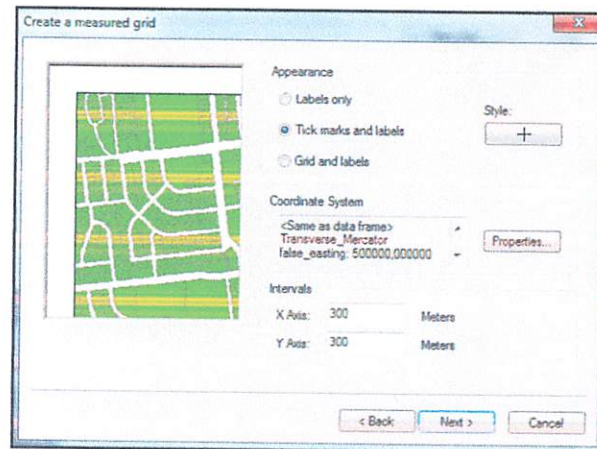 Create a measured grid
Appearance
Labels only
Tick marks and labels
Grid and labels
Style:
Coordinate System
<Same as data frame>
Transverse_Mercator
false_easting: 500000,000000
Properties...
Intervals
X Axis: 300 Meters
Y Axis: 300 Meters
< Back
Next >
Cancel